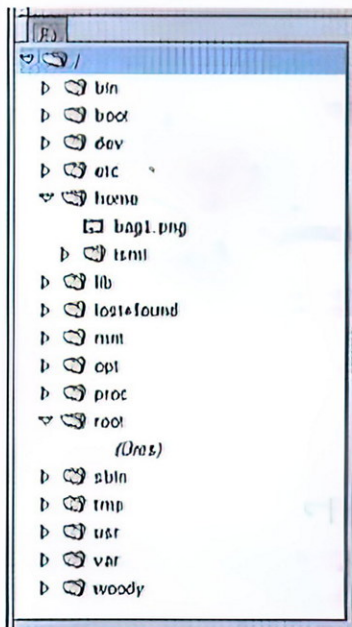 /
bin
boot
dev
etc
home
bag1.png
lib
lost+found
mnt
opt
proc
root
sbin
tmp
usr
var
woody